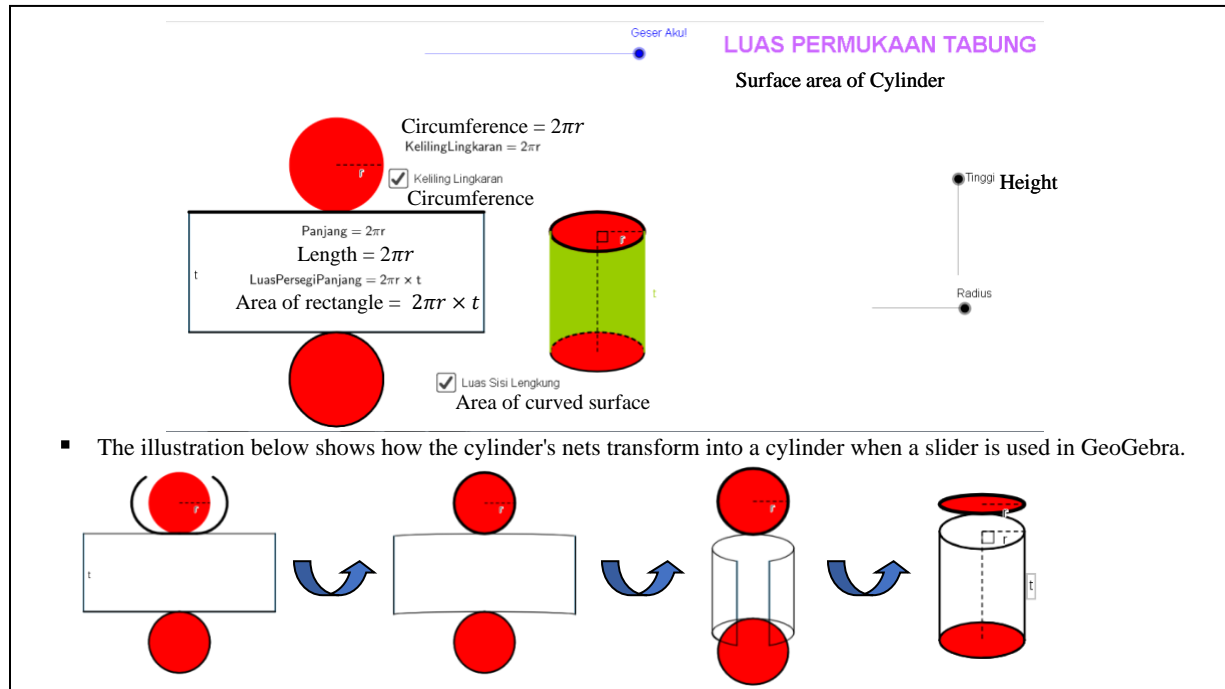 Geser Aku!
LUAS PERMUKAAN TABUNG
Surface area of Cylinder
Circumference = 2𝜋𝑟
KelilingLingkaran = 2πr
r
Keliling Lingkaran
Circumference
Tinggi Height
Panjang = 2πr
Length = 2𝜋𝑟
t
LuasPersegiPanjang = 2πr × t
Area of rectangle = 2𝜋𝑟 × 𝑡
r
t
Radius
Luas Sisi Lengkung
Area of curved surface
▪ The illustration below shows how the cylinder's nets transform into a cylinder when a slider is used in GeoGebra.
r
t
r
r
r
r
t